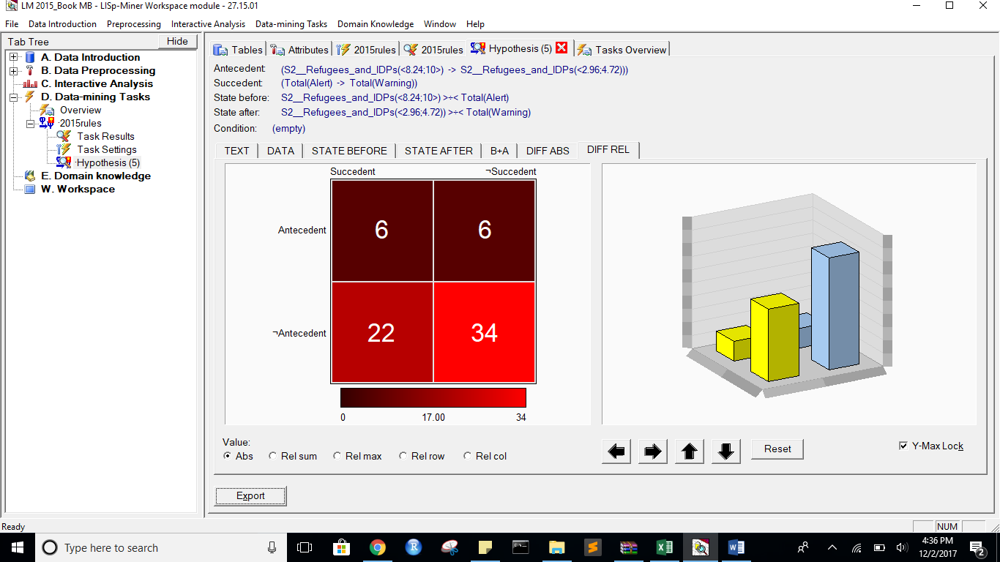 LM 2015_Book MB - LISp-Miner Workspace module - 27.15.01
File Data Introduction Preprocessing Interactive Analysis Data-mining Tasks Domain Knowledge Window Help
Tab Tree Hide
A. Data Introduction
B. Data Preprocessing
C. Interactive Analysis
D. Data-mining Tasks
Overview
2015rules
Task Results
Task Settings
Hypothesis (5)
E. Domain knowledge
W. Workspace
Tables Attributes 2015rules 2015rules Hypothesis (5) Tasks Overview
Antecedent: (S2__Refugees_and_IDPs(<8.24;10>) -> S2__Refugees_and_IDPs(<2.96;4.72)))
Succedent: (Total(Alert) -> Total(Warning))
State before: S2__Refugees_and_IDPs(<8.24;10>) >÷< Total(Alert)
State after: S2__Refugees_and_IDPs(<2.96;4.72)) >÷< Total(Warning)
Condition: (empty)
TEXT DATA STATE BEFORE STATE AFTER B+A DIFF ABS DIFF REL
Succedent ¬Succedent
Antecedent 6 6
¬Antecedent 22 34
0 17.00 34
Value:
Abs Rel sum Rel max Rel row Rel col
Reset
Y-Max Lock
Export
Ready NUM
Type here to search
4:36 PM
12/2/2017
2